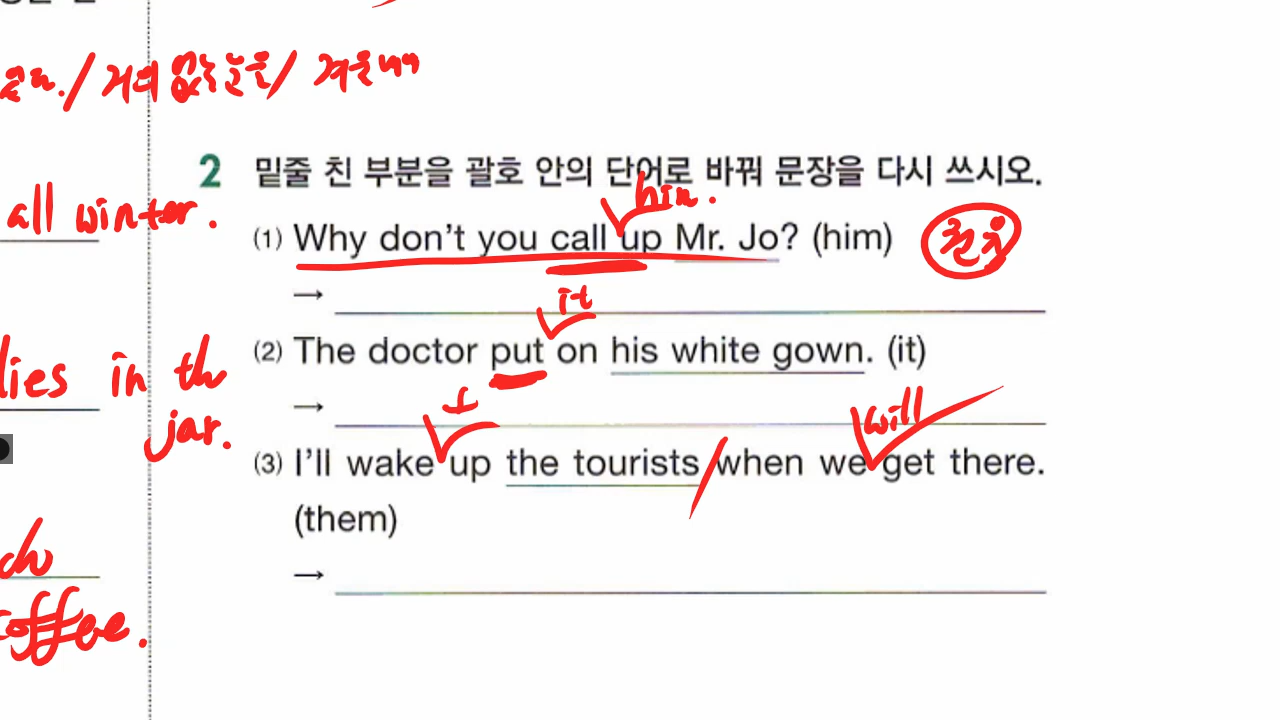 all winter.
lies in th
jar.
do
coffee.
2 밑줄 친 부분을 괄호 안의 단어로 바꿔 문장을 다시 쓰시오.
him.
(1) Why don't you call up Mr. Jo? (him)
→
it
(2) The doctor put on his white gown. (it)
→
will
(3) I'll wake up the tourists / when we get there.
(them)
→